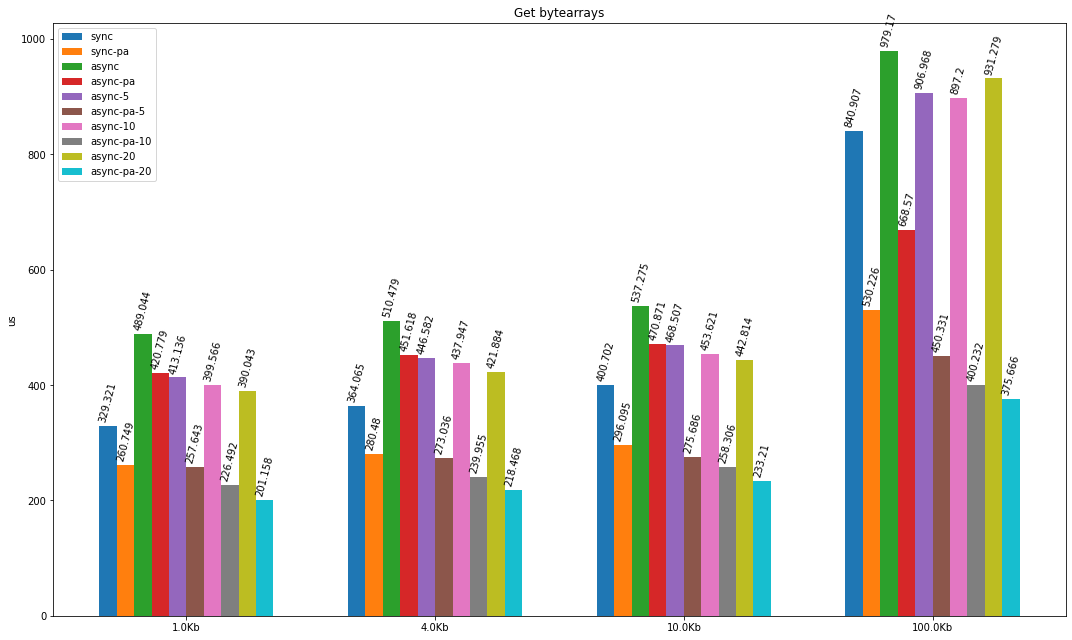 Get bytearrays
us
1000
800
600
400
200
0
sync
sync-pa
async
async-pa
async-5
async-pa-5
async-10
async-pa-10
async-20
async-pa-20
329.321
260.749
489.044
420.779
413.136
257.643
399.566
226.492
390.043
201.158
364.065
280.48
510.479
451.618
446.582
273.036
437.947
239.955
421.884
218.468
400.702
296.095
537.275
470.871
468.507
275.686
453.621
258.306
442.814
233.21
840.907
530.226
979.17
668.57
906.968
450.331
897.2
400.232
931.279
375.666
1.0Kb
4.0Kb
10.0Kb
100.0Kb